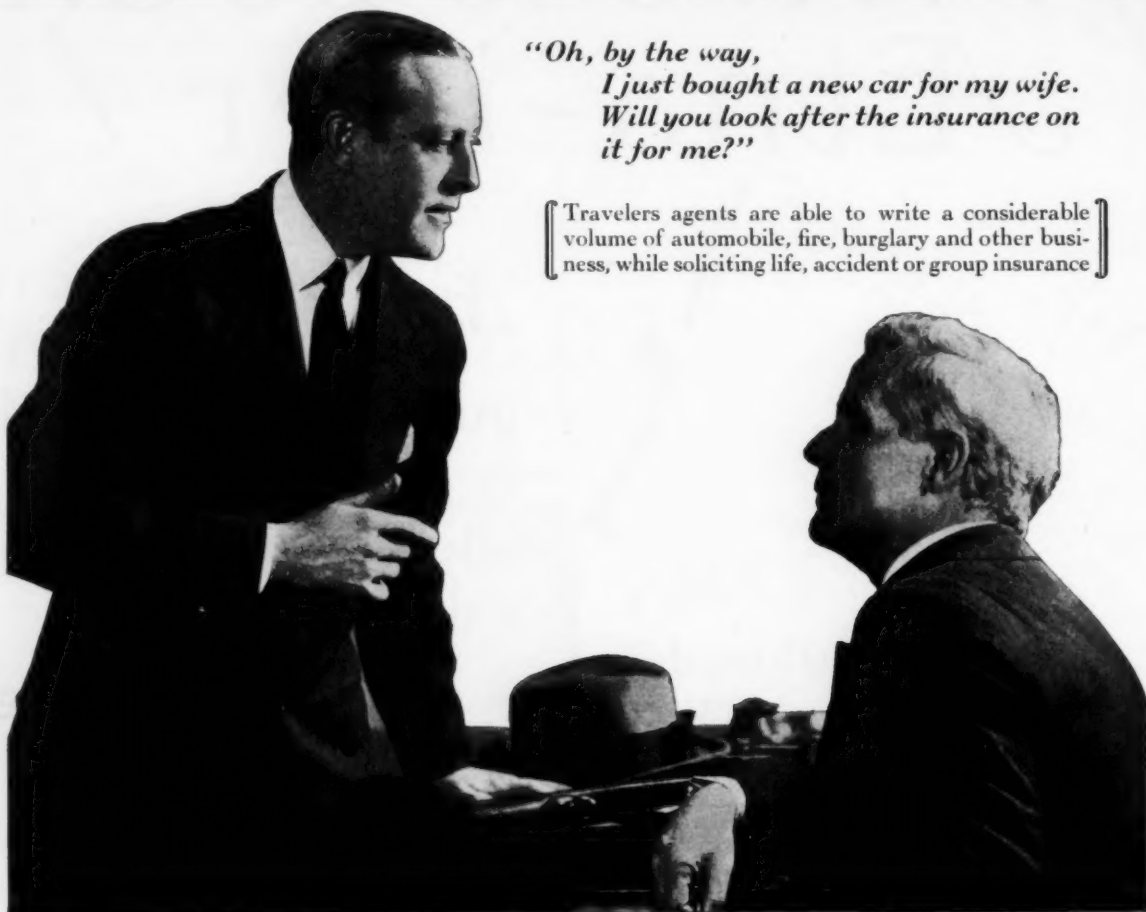 “Oh, by the way,
I just bought a new car for my wife.
Will you look after the insurance on
it for me?”
Travelers agents are able to write a considerable
volume of automobile, fire, burglary and other busi-
ness, while soliciting life, accident or group insurance